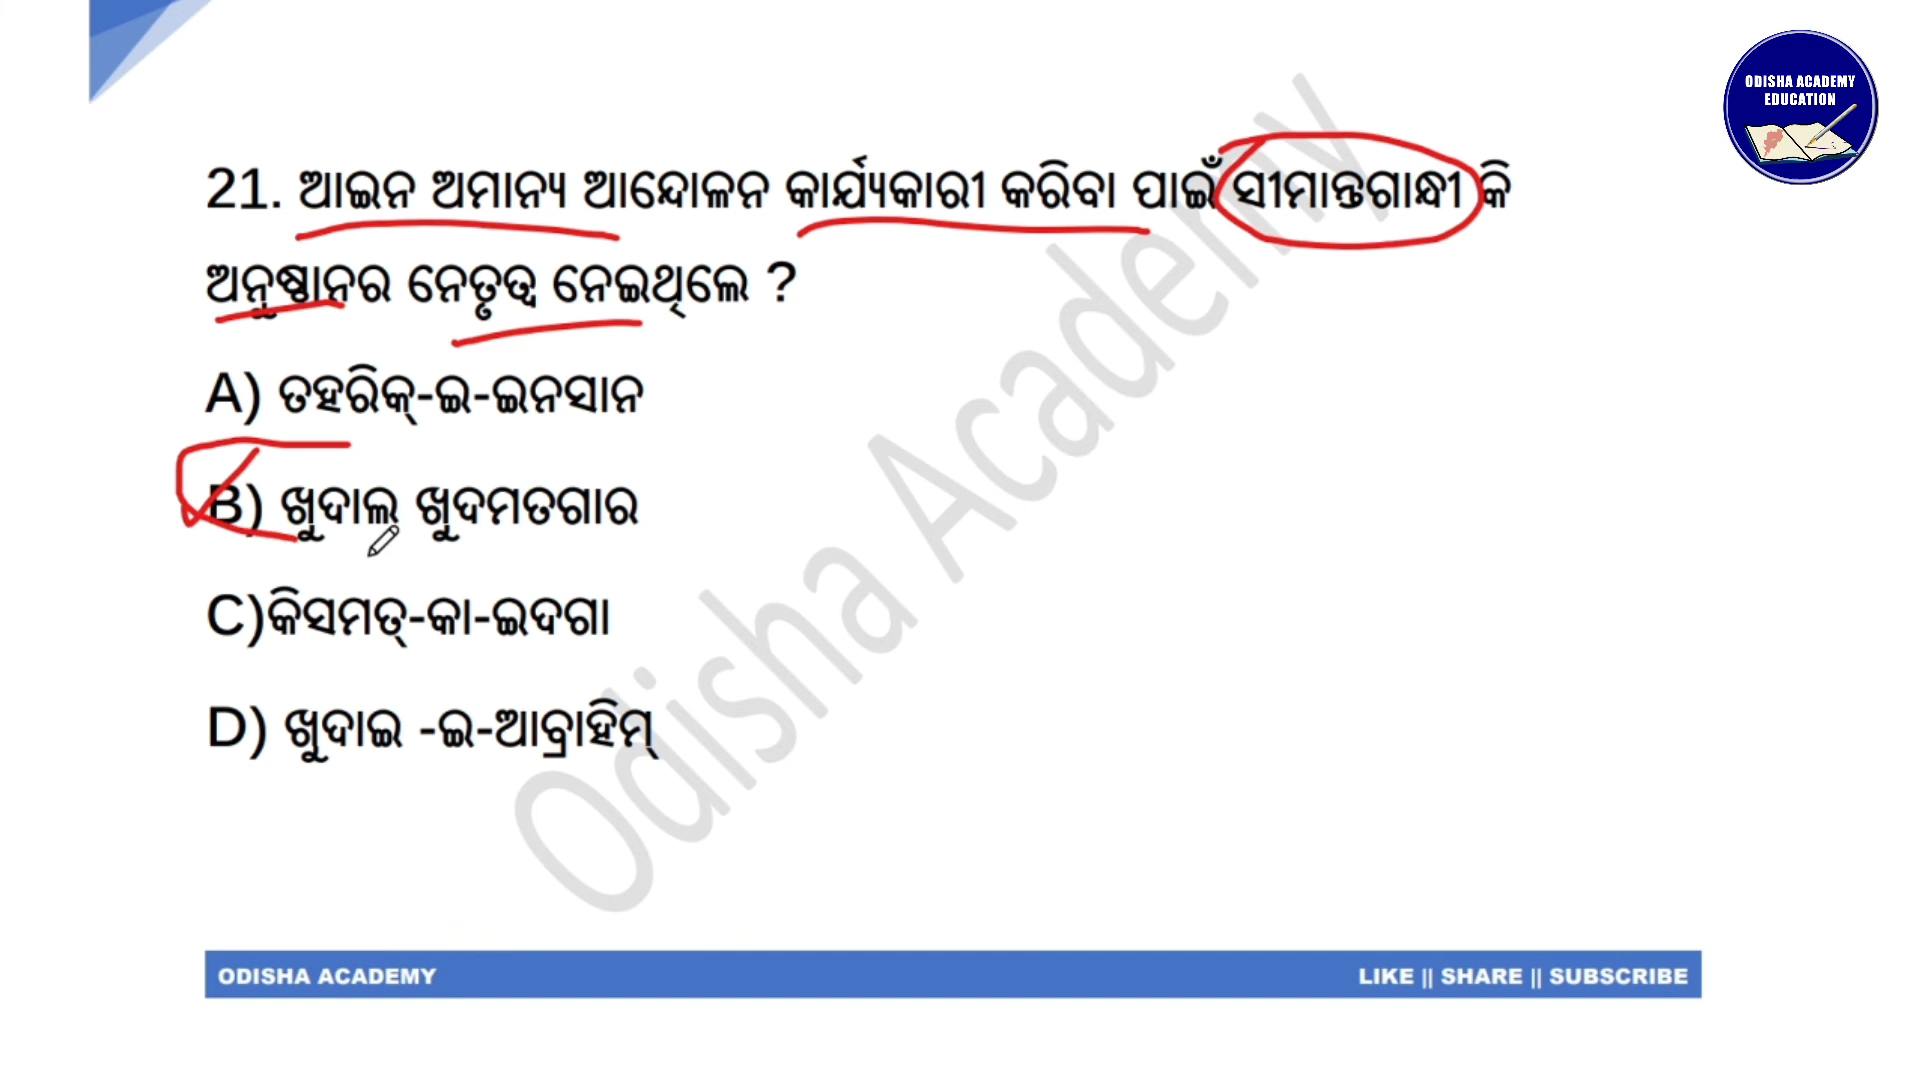 ODISHA ACADEMY
EDUCATION
21. ଆଇନ ଅମାନ୍ୟ ଆନ୍ଦୋଳନ କାର୍ଯ୍ୟକାରୀ କରିବା ପାଇଁ ସୀମାନ୍ତଗାନ୍ଧୀ କି
ଅନୁଷ୍ଠାନର ନେତୃତ୍ୱ ନେଇଥିଲେ ?
A) ତହରିକ୍-ଇ-ଇନସାନ
B) ଖୁଦାଇ ଖୁଦମତଗାର
C)କିସମତ୍-କା-ଇଦଗା
D) ଖୁଦାଇ -ଇ-ଆବ୍ରାହିମ୍
Odisha Academy
ODISHA ACADEMY
LIKE || SHARE || SUBSCRIBE